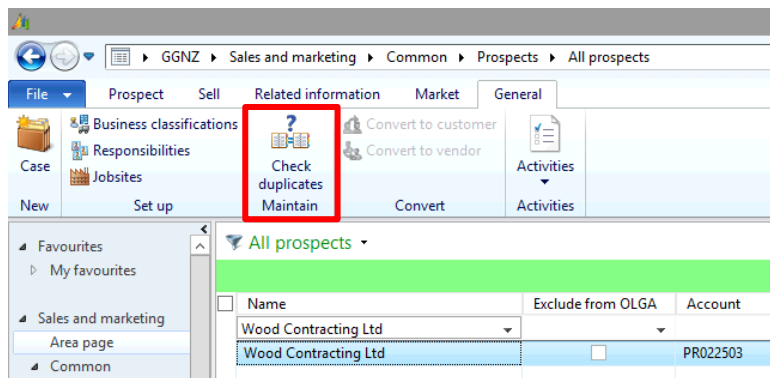 GGNZ Sales and marketing Common Prospects All prospects
File Prospect Sell Related information Market General
Case
New
Business classifications
Responsibilities
Jobsites
Set up
?
Check
duplicates
Maintain
Convert to customer
Convert to vendor
Convert
Activities
Activities
Favourites
My favourites
Sales and marketing
Area page
Common
All prospects
Name Exclude from OLGA Account
Wood Contracting Ltd
Wood Contracting Ltd PR022503